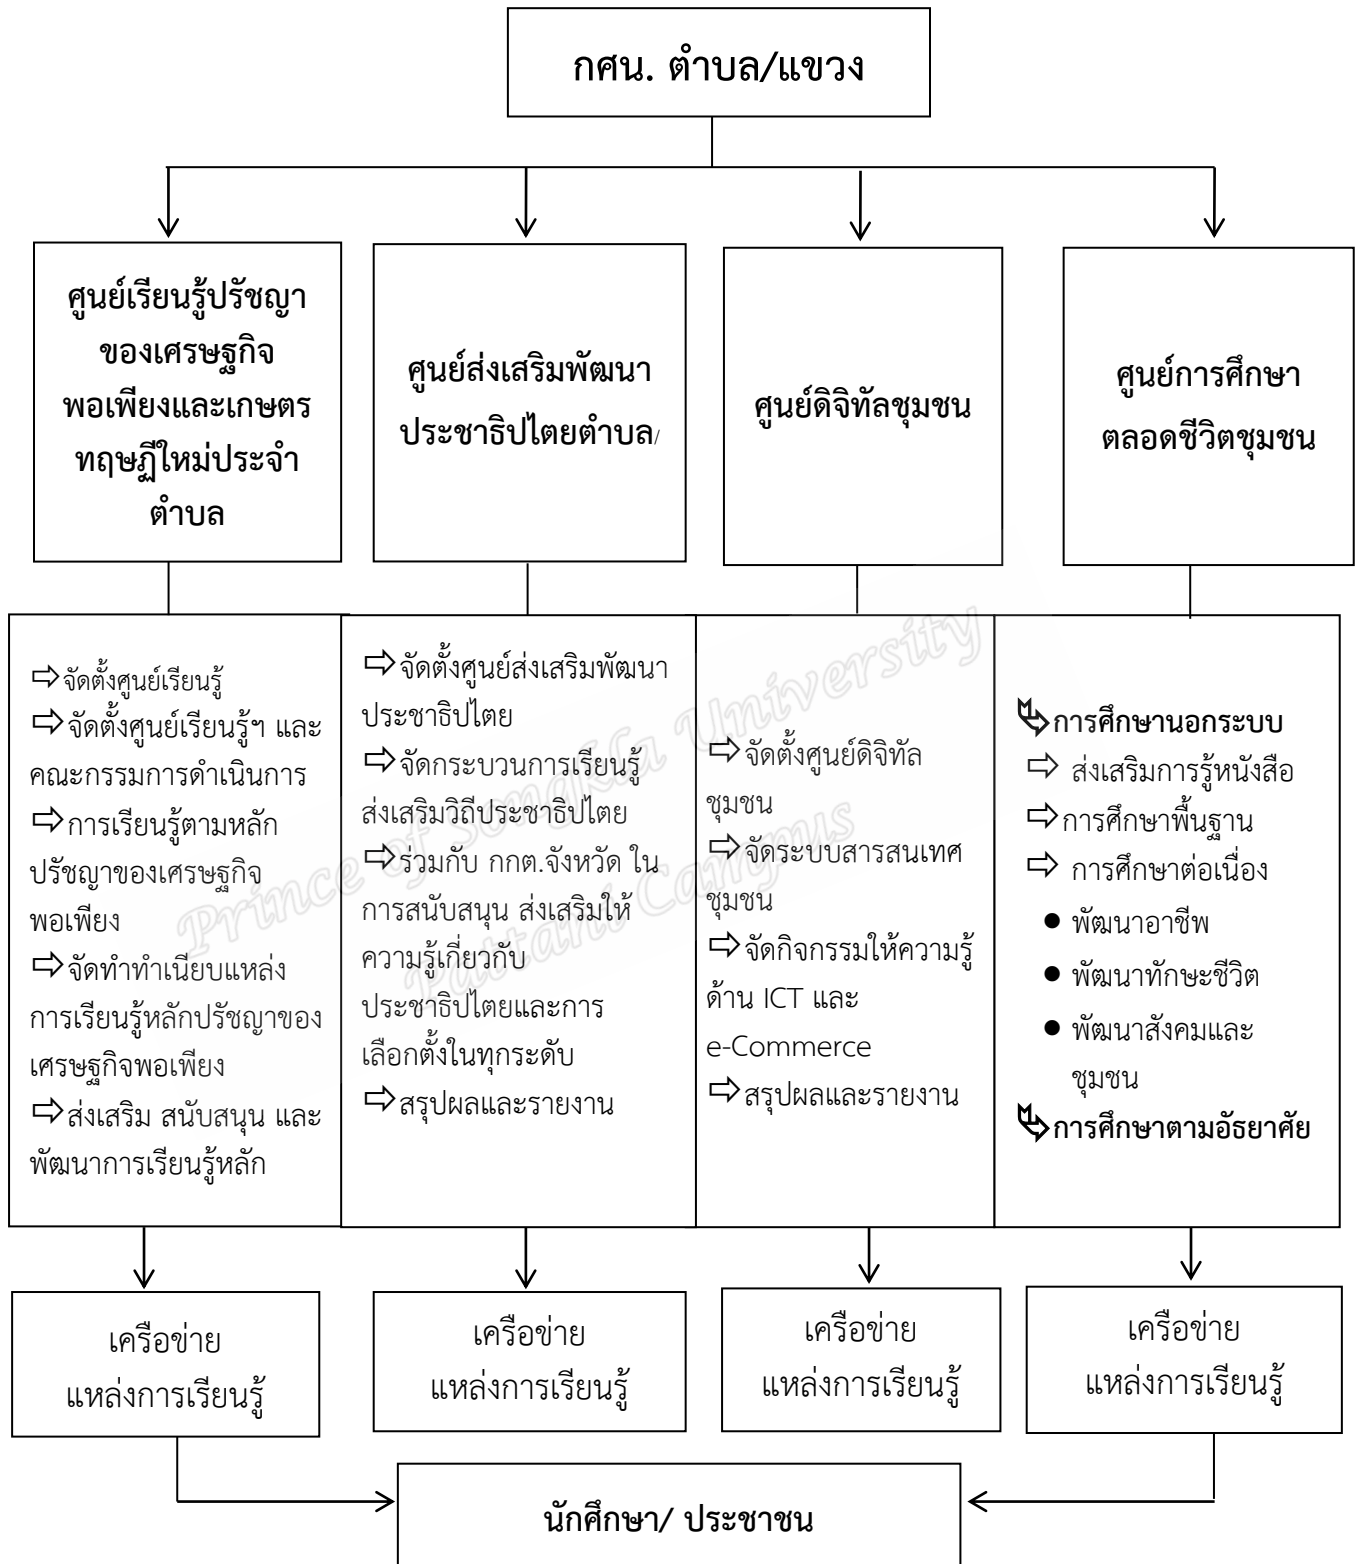 กศน. ตำบล/แขวง
ศูนย์เรียนรู้ปรัชญา
ของเศรษฐกิจ
พอเพียงและเกษตร
ทฤษฎีใหม่ประจำ
ตำบล
ศูนย์ส่งเสริมพัฒนา
ประชาธิปไตยตำบล/
ศูนย์ดิจิทัลชุมชน
ศูนย์การศึกษา
ตลอดชีวิตชุมชน
⇨จัดตั้งศูนย์เรียนรู้
⇨จัดตั้งศูนย์เรียนรู้ฯ และ
คณะกรรมการดำเนินการ
⇨การเรียนรู้ตามหลัก
ปรัชญาของเศรษฐกิจ
พอเพียง
⇨จัดทำทำเนียบแหล่ง
การเรียนรู้หลักปรัชญาของ
เศรษฐกิจพอเพียง
⇨ส่งเสริม สนับสนุน และ
พัฒนาการเรียนรู้หลัก
⇨จัดตั้งศูนย์ส่งเสริมพัฒนา
ประชาธิปไตย
⇨จัดกระบวนการเรียนรู้
ส่งเสริมวิถีประชาธิปไตย
⇨ร่วมกับ กกต.จังหวัด ใน
การสนับสนุน ส่งเสริมให้
ความรู้เกี่ยวกับ
ประชาธิปไตยและการ
เลือกตั้งในทุกระดับ
⇨สรุปผลและรายงาน
⇨จัดตั้งศูนย์ดิจิทัล
ชุมชน
⇨จัดระบบสารสนเทศ
ชุมชน
⇨จัดกิจกรรมให้ความรู้
ด้าน ICT และ
e-Commerce
⇨สรุปผลและรายงาน
การศึกษานอกระบบ
⇨ ส่งเสริมการรู้หนังสือ
⇨การศึกษาพื้นฐาน
⇨ การศึกษาต่อเนื่อง
● พัฒนาอาชีพ
● พัฒนาทักษะชีวิต
● พัฒนาสังคมและ
ชุมชน
การศึกษาตามอัธยาศัย
เครือข่าย
แหล่งการเรียนรู้
เครือข่าย
แหล่งการเรียนรู้
เครือข่าย
แหล่งการเรียนรู้
เครือข่าย
แหล่งการเรียนรู้
นักศึกษา/ ประชาชน
Prince of Songkla University
Pattani Campus